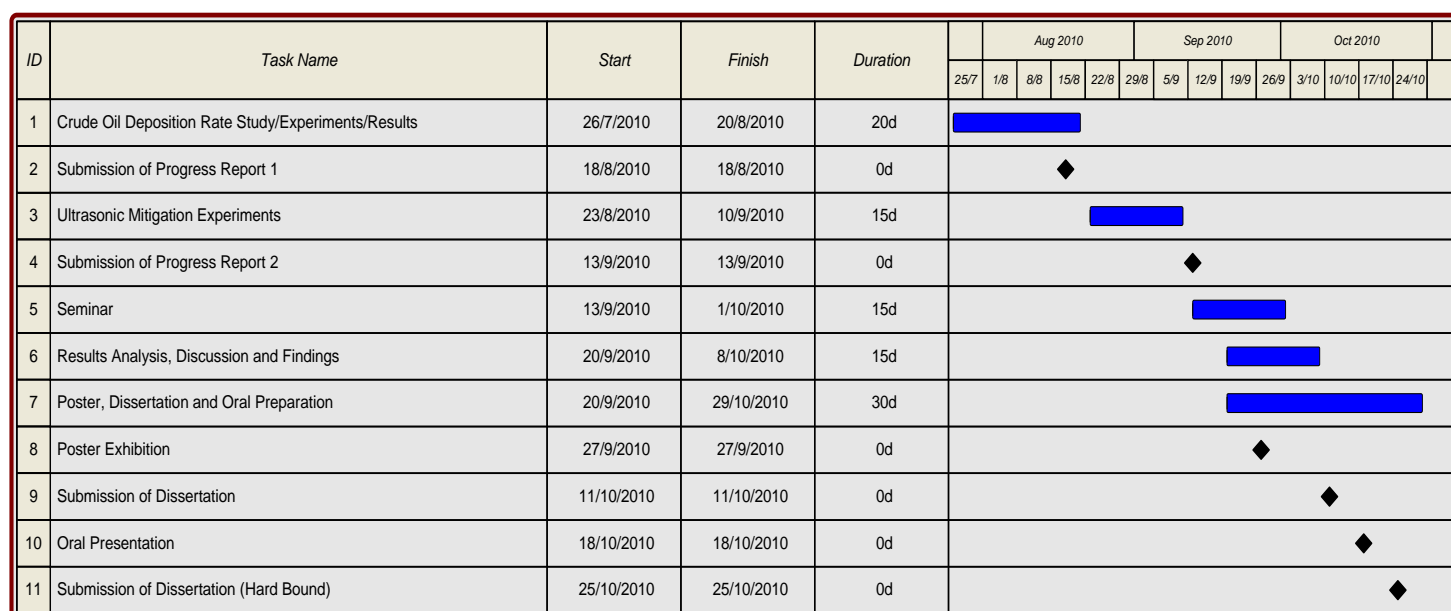 ID Task Name Start Finish Duration Aug 2010 Sep 2010 Oct 2010
25/7 1/8 8/8 15/8 22/8 29/8 5/9 12/9 19/9 26/9 3/10 10/10 17/10 24/10
1 Crude Oil Deposition Rate Study/Experiments/Results 26/7/2010 20/8/2010 20d
2 Submission of Progress Report 1 18/8/2010 18/8/2010 0d
3 Ultrasonic Mitigation Experiments 23/8/2010 10/9/2010 15d
4 Submission of Progress Report 2 13/9/2010 13/9/2010 0d
5 Seminar 13/9/2010 1/10/2010 15d
6 Results Analysis, Discussion and Findings 20/9/2010 8/10/2010 15d
7 Poster, Dissertation and Oral Preparation 20/9/2010 29/10/2010 30d
8 Poster Exhibition 27/9/2010 27/9/2010 0d
9 Submission of Dissertation 11/10/2010 11/10/2010 0d
10 Oral Presentation 18/10/2010 18/10/2010 0d
11 Submission of Dissertation (Hard Bound) 25/10/2010 25/10/2010 0d